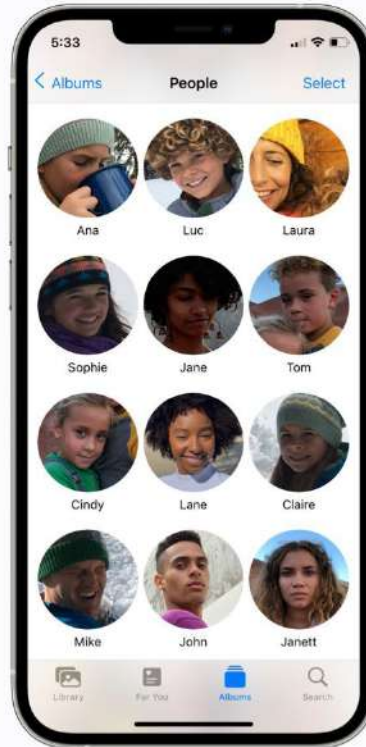 5:33
Albums People Select
Ana Luc Laura
Sophie Jane Tom
Cindy Lane Claire
Mike John Janett
Library For You Albums Search